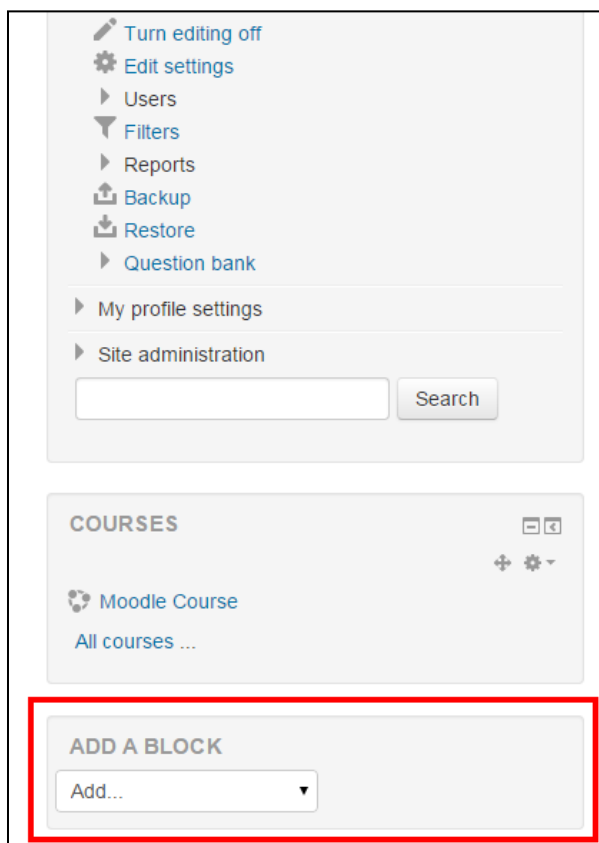 Turn editing off
Edit settings
Users
Filters
Reports
Backup
Restore
Question bank
My profile settings
Site administration
Search
COURSES
Moodle Course
All courses ...
ADD A BLOCK
Add...